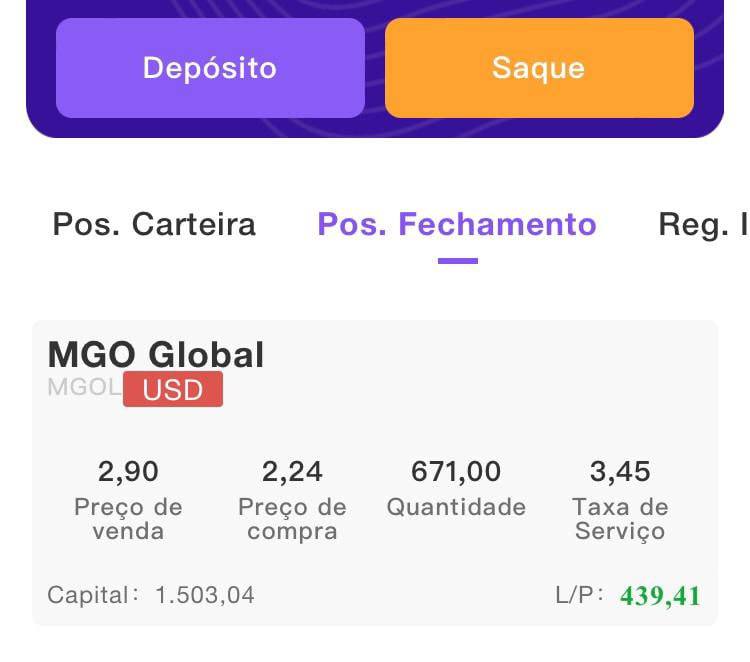 Depósito
Saque
Pos. Carteira
Pos. Fechamento
Reg. I
MGO Global
MGOL
USD
2,90
2,24
671,00
3,45
Preço de
venda
Preço de
compra
Quantidade
Taxa de
Serviço
Capital: 1.503,04
L/P: 439,41